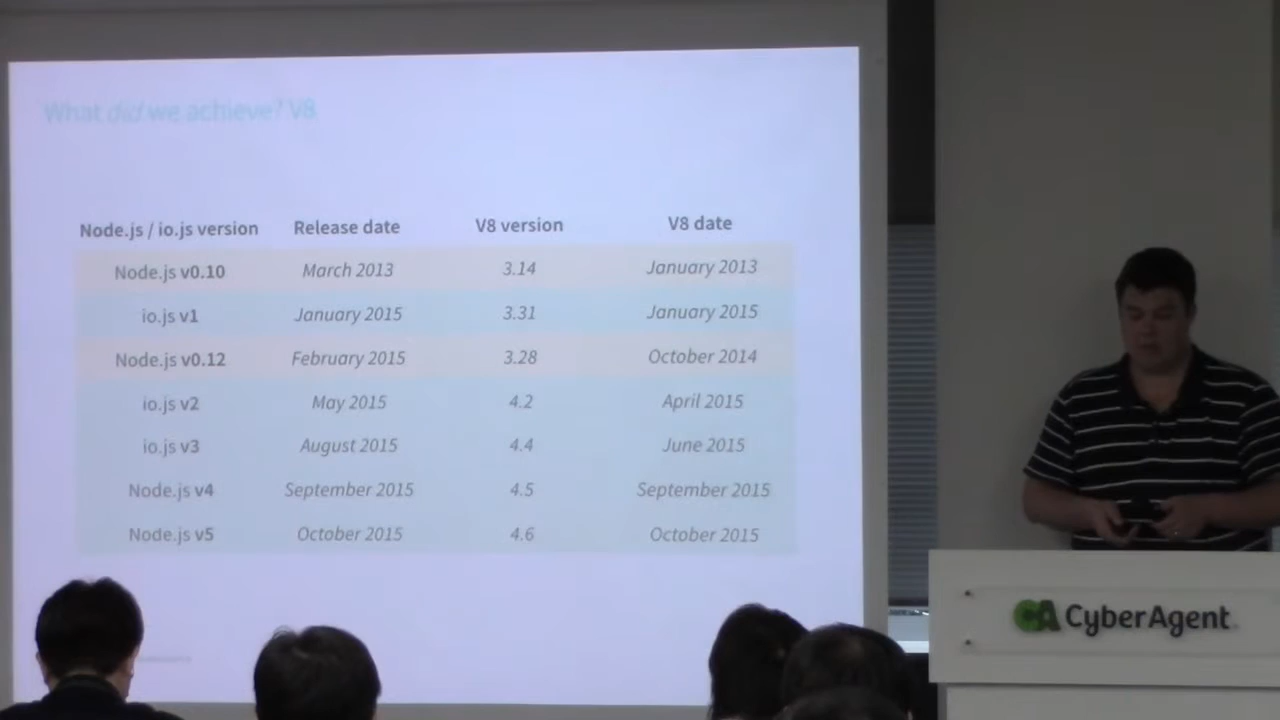 What did we achieve? V8
Node.js / io.js version Release date V8 version V8 date
Node.js v0.10 March 2013 3.14 January 2013
io.js v1 January 2015 3.31 January 2015
Node.js v0.12 February 2015 3.28 October 2014
io.js v2 May 2015 4.2 April 2015
io.js v3 August 2015 4.4 June 2015
Node.js v4 September 2015 4.5 September 2015
Node.js v5 October 2015 4.6 October 2015
CA CyberAgent